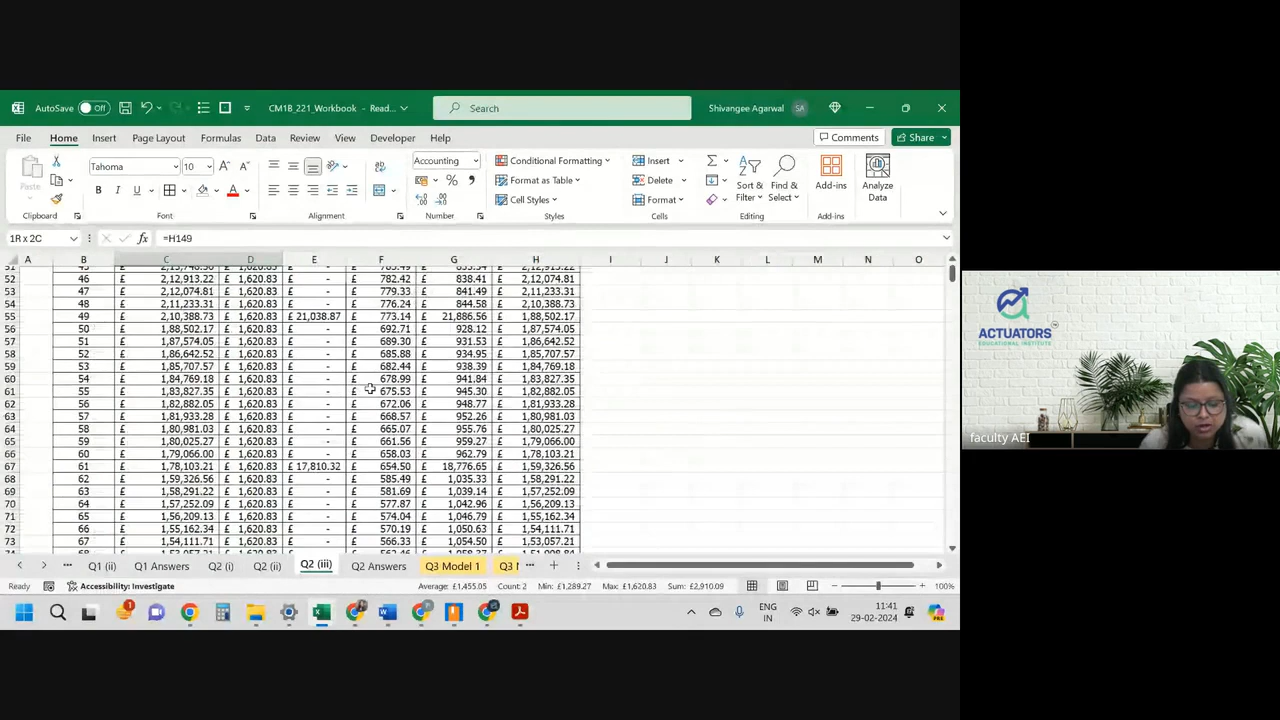 AutoSave Off CM1B_221_Workbook - Read... Search Shivangee Agarwal SA
File Home Insert Page Layout Formulas Data Review View Developer Help Comments Share
Paste Tahoma 10 Accounting Conditional Formatting Insert Sort & Filter Find & Select Add-ins Analyze Data
Format as Table Delete
B I U Cell Styles Format
Clipboard Font Alignment Number Styles Cells Editing Add-ins
1R x 2C fx =H149
A B C D E F G H I J K L M N O
52 46 £ 2,12,913.22 £ 1,620.83 £ - £ 782.42 £ 838.41 £ 2,12,074.81
53 47 £ 2,12,074.81 £ 1,620.83 £ - £ 779.33 £ 841.49 £ 2,11,233.31
54 48 £ 2,11,233.31 £ 1,620.83 £ - £ 776.24 £ 844.58 £ 2,10,388.73
55 49 £ 2,10,388.73 £ 1,620.83 £ 21,038.87 £ 773.14 £ 21,886.56 £ 1,88,502.17
56 50 £ 1,88,502.17 £ 1,620.83 £ - £ 692.71 £ 928.12 £ 1,87,574.05
57 51 £ 1,87,574.05 £ 1,620.83 £ - £ 689.30 £ 931.53 £ 1,86,642.52
58 52 £ 1,86,642.52 £ 1,620.83 £ - £ 685.88 £ 934.95 £ 1,85,707.57
59 53 £ 1,85,707.57 £ 1,620.83 £ - £ 682.44 £ 938.39 £ 1,84,769.18
60 54 £ 1,84,769.18 £ 1,620.83 £ - £ 678.99 £ 941.84 £ 1,83,827.35
61 55 £ 1,83,827.35 £ 1,620.83 £ - £ 675.53 £ 945.30 £ 1,82,882.05
62 56 £ 1,82,882.05 £ 1,620.83 £ - £ 672.06 £ 948.77 £ 1,81,933.28
63 57 £ 1,81,933.28 £ 1,620.83 £ - £ 668.57 £ 952.26 £ 1,80,981.03
64 58 £ 1,80,981.03 £ 1,620.83 £ - £ 665.07 £ 955.76 £ 1,80,025.27
65 59 £ 1,80,025.27 £ 1,620.83 £ - £ 661.56 £ 959.27 £ 1,79,066.00
66 60 £ 1,79,066.00 £ 1,620.83 £ - £ 658.03 £ 962.79 £ 1,78,103.21
67 61 £ 1,78,103.21 £ 1,620.83 £ 17,810.32 £ 654.50 £ 18,776.65 £ 1,59,326.56
68 62 £ 1,59,326.56 £ 1,620.83 £ - £ 585.49 £ 1,035.33 £ 1,58,291.22
69 63 £ 1,58,291.22 £ 1,620.83 £ - £ 581.69 £ 1,039.14 £ 1,57,252.09
70 64 £ 1,57,252.09 £ 1,620.83 £ - £ 577.87 £ 1,042.96 £ 1,56,209.13
71 65 £ 1,56,209.13 £ 1,620.83 £ - £ 574.04 £ 1,046.79 £ 1,55,162.34
72 66 £ 1,55,162.34 £ 1,620.83 £ - £ 570.19 £ 1,050.63 £ 1,54,111.71
73 67 £ 1,54,111.71 £ 1,620.83 £ - £ 566.33 £ 1,054.50 £ 1,53,057.21
Q1 (ii) Q1 Answers Q2 (i) Q2 (ii) Q2 (iii) Q2 Answers Q3 Model 1
Ready Accessibility: Investigate Average: £1,455.05 Count: 2 Min: £1,289.27 Max: £1,620.83 Sum: £2,910.09 100%
ENG IN 11:41 29-02-2024
ACTUATORS
EDUCATIONAL INSTITUTE
faculty AEI